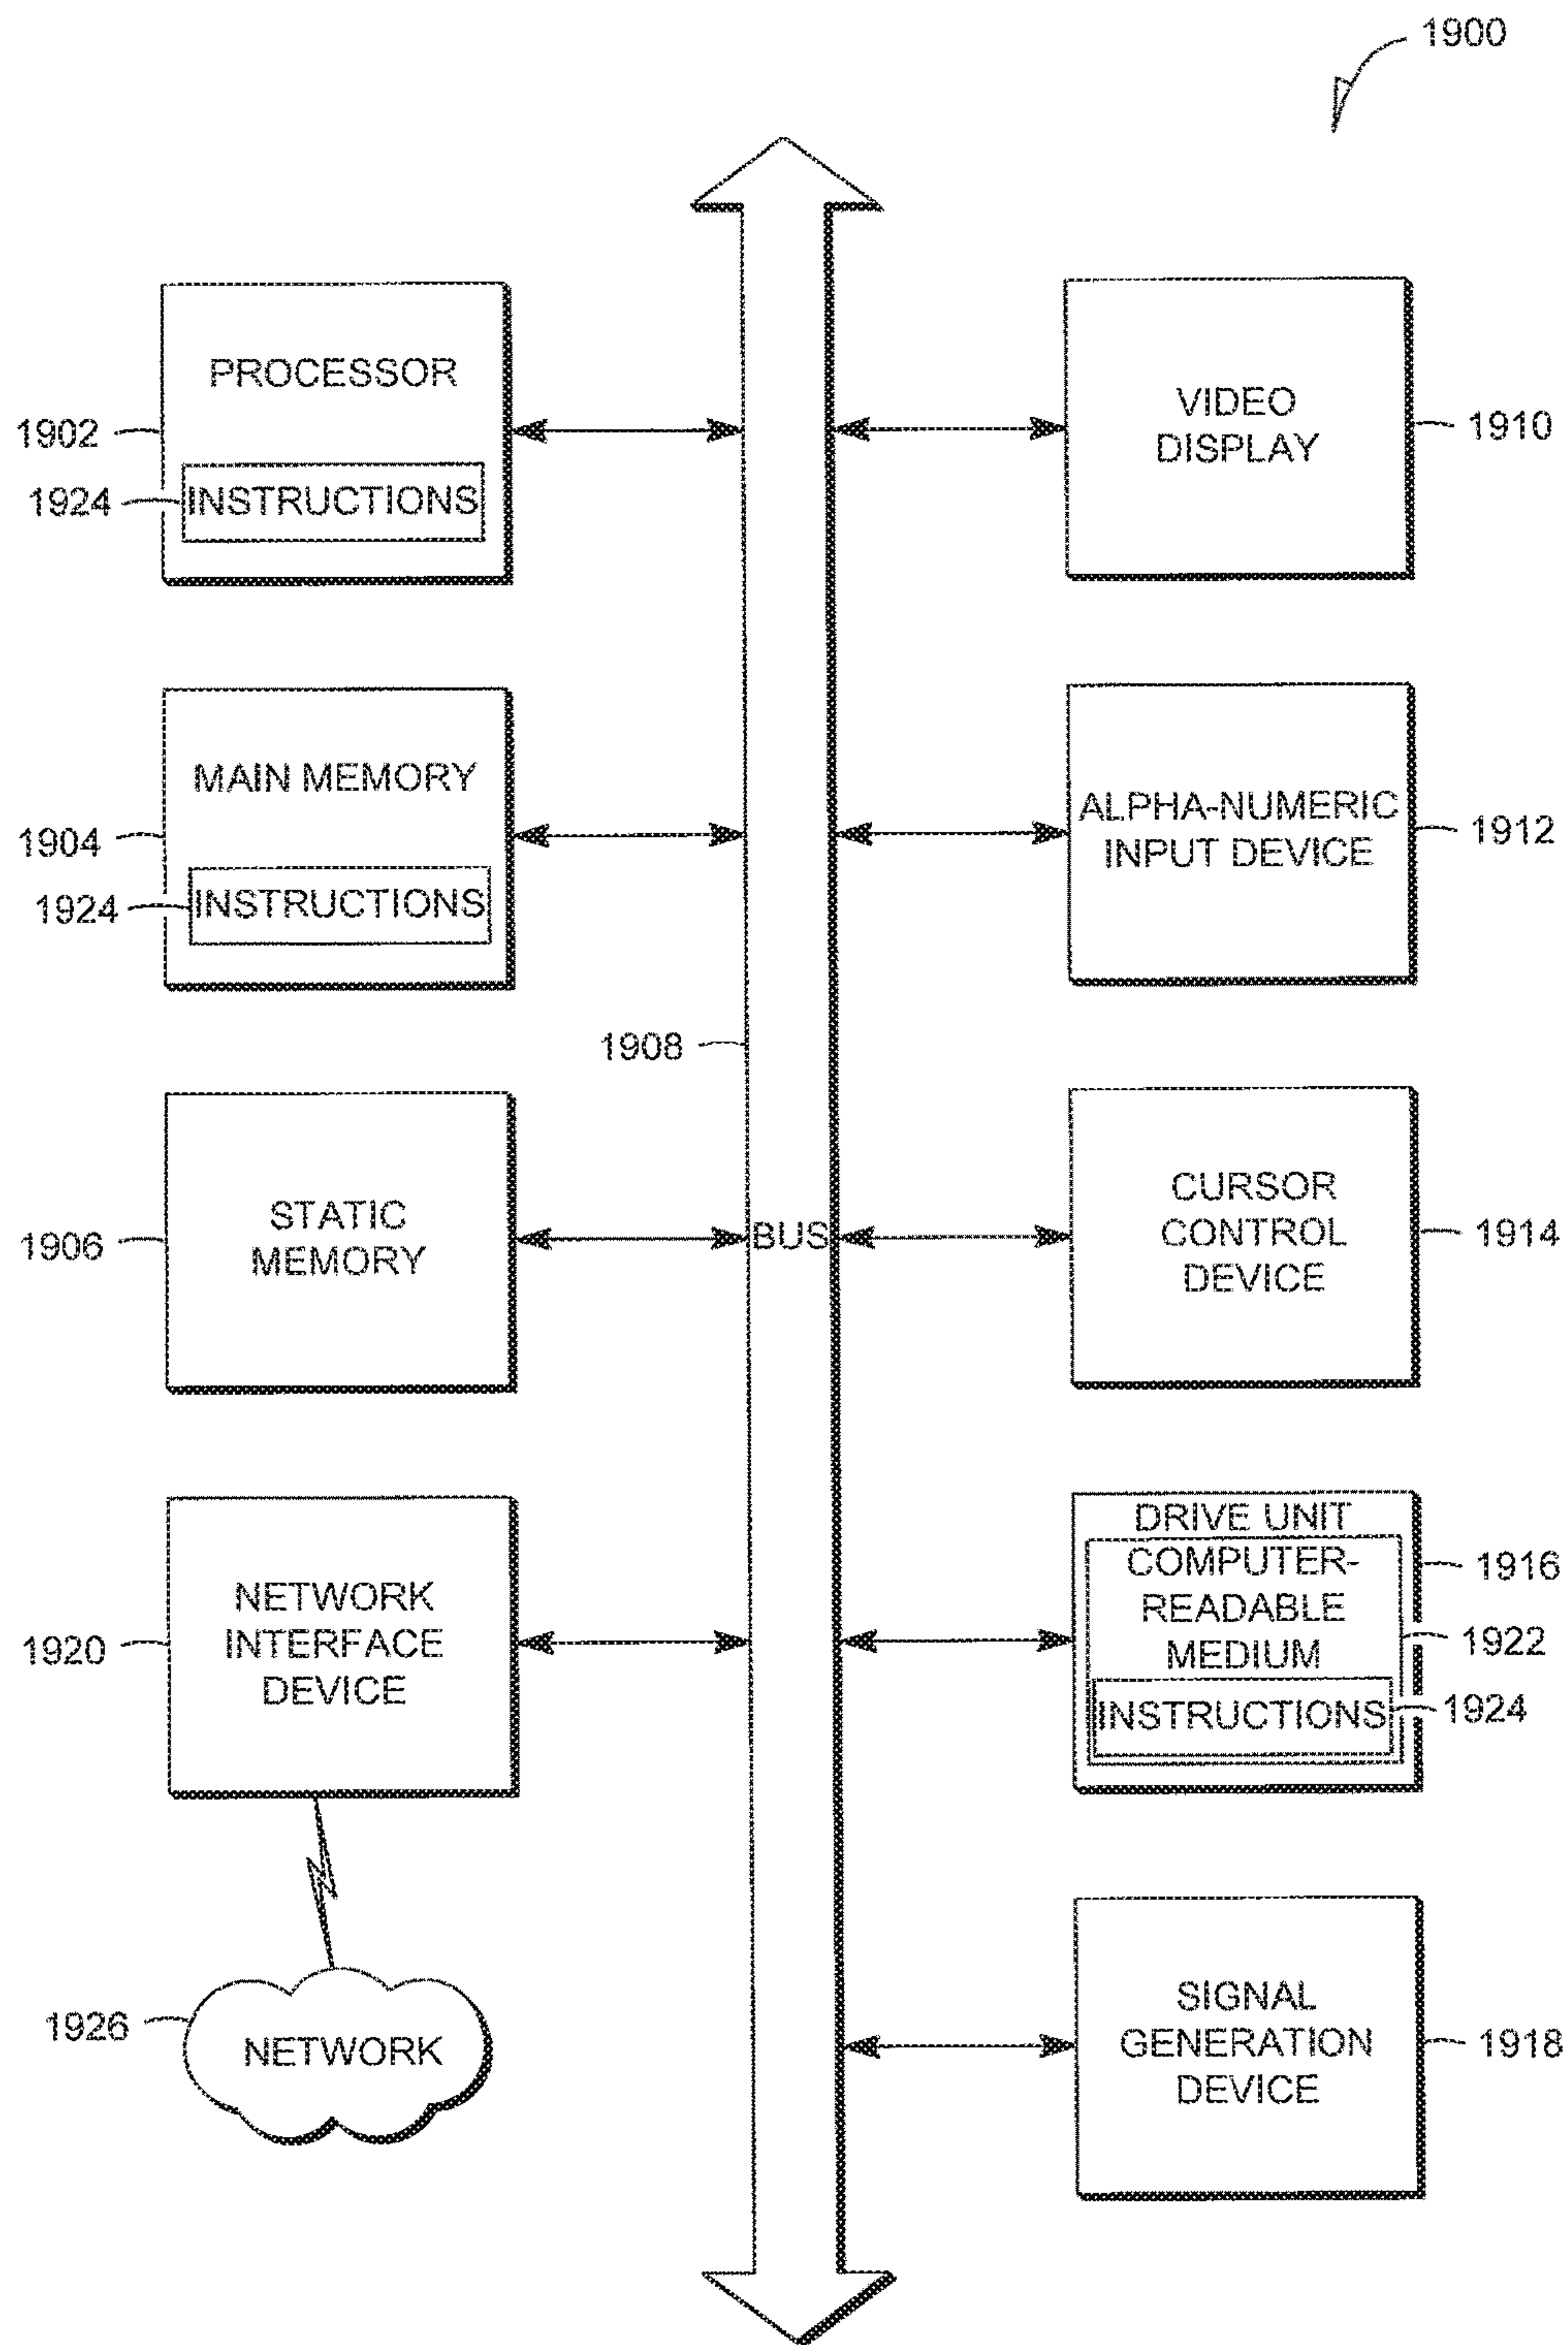 1900
PROCESSOR
1902
1924
INSTRUCTIONS
VIDEO
DISPLAY
1910
MAIN MEMORY
1904
1924
INSTRUCTIONS
ALPHA-NUMERIC
INPUT DEVICE
1912
1908
STATIC
MEMORY
1906
BUS
CURSOR
CONTROL
DEVICE
1914
NETWORK
INTERFACE
DEVICE
1920
DRIVE UNIT
1916
COMPUTER-
READABLE
MEDIUM
1922
INSTRUCTIONS
1924
1926
NETWORK
SIGNAL
GENERATION
DEVICE
1918